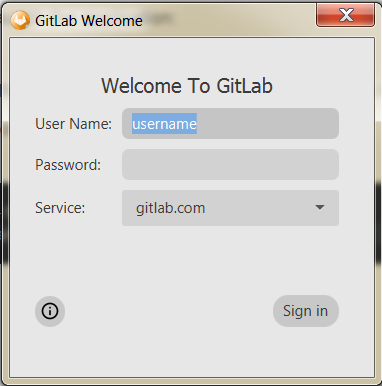 GitLab Welcome
Welcome To GitLab
User Name: username
Password:
Service: gitlab.com
Sign in